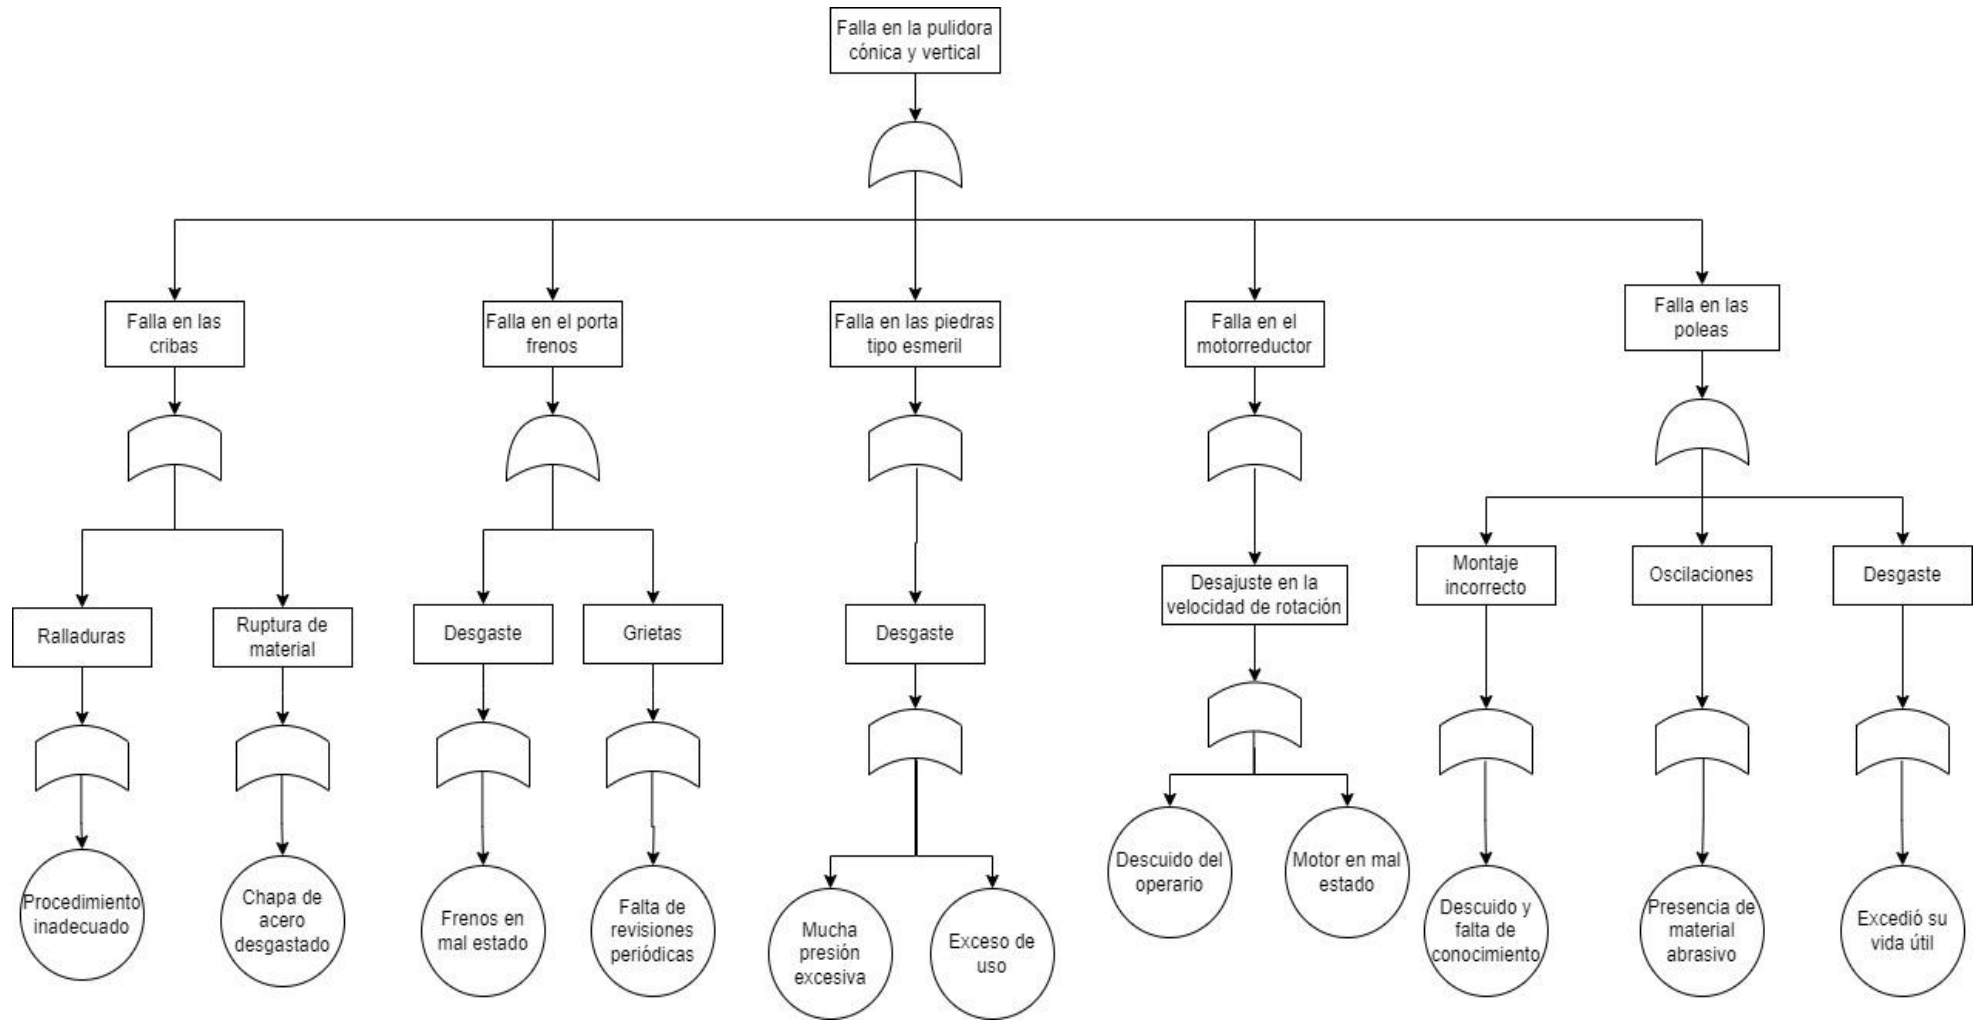 Falla en la pulidora
cónica y vertical
Falla en las
cribas
Falla en el porta
frenos
Falla en las piedras
tipo esmeril
Falla en el
motorreductor
Falla en las
poleas
Ralladuras
Ruptura de
material
Desgaste
Grietas
Desgaste
Desajuste en la
velocidad de rotación
Montaje
incorrecto
Oscilaciones
Desgaste
Procedimiento
inadecuado
Chapa de
acero
desgastado
Frenos en
mal estado
Falta de
revisiones
periódicas
Mucha
presión
excesiva
Exceso de
uso
Descuido del
operario
Motor en mal
estado
Descuido y
falta de
conocimiento
Presencia de
material
abrasivo
Excedió su
vida útil